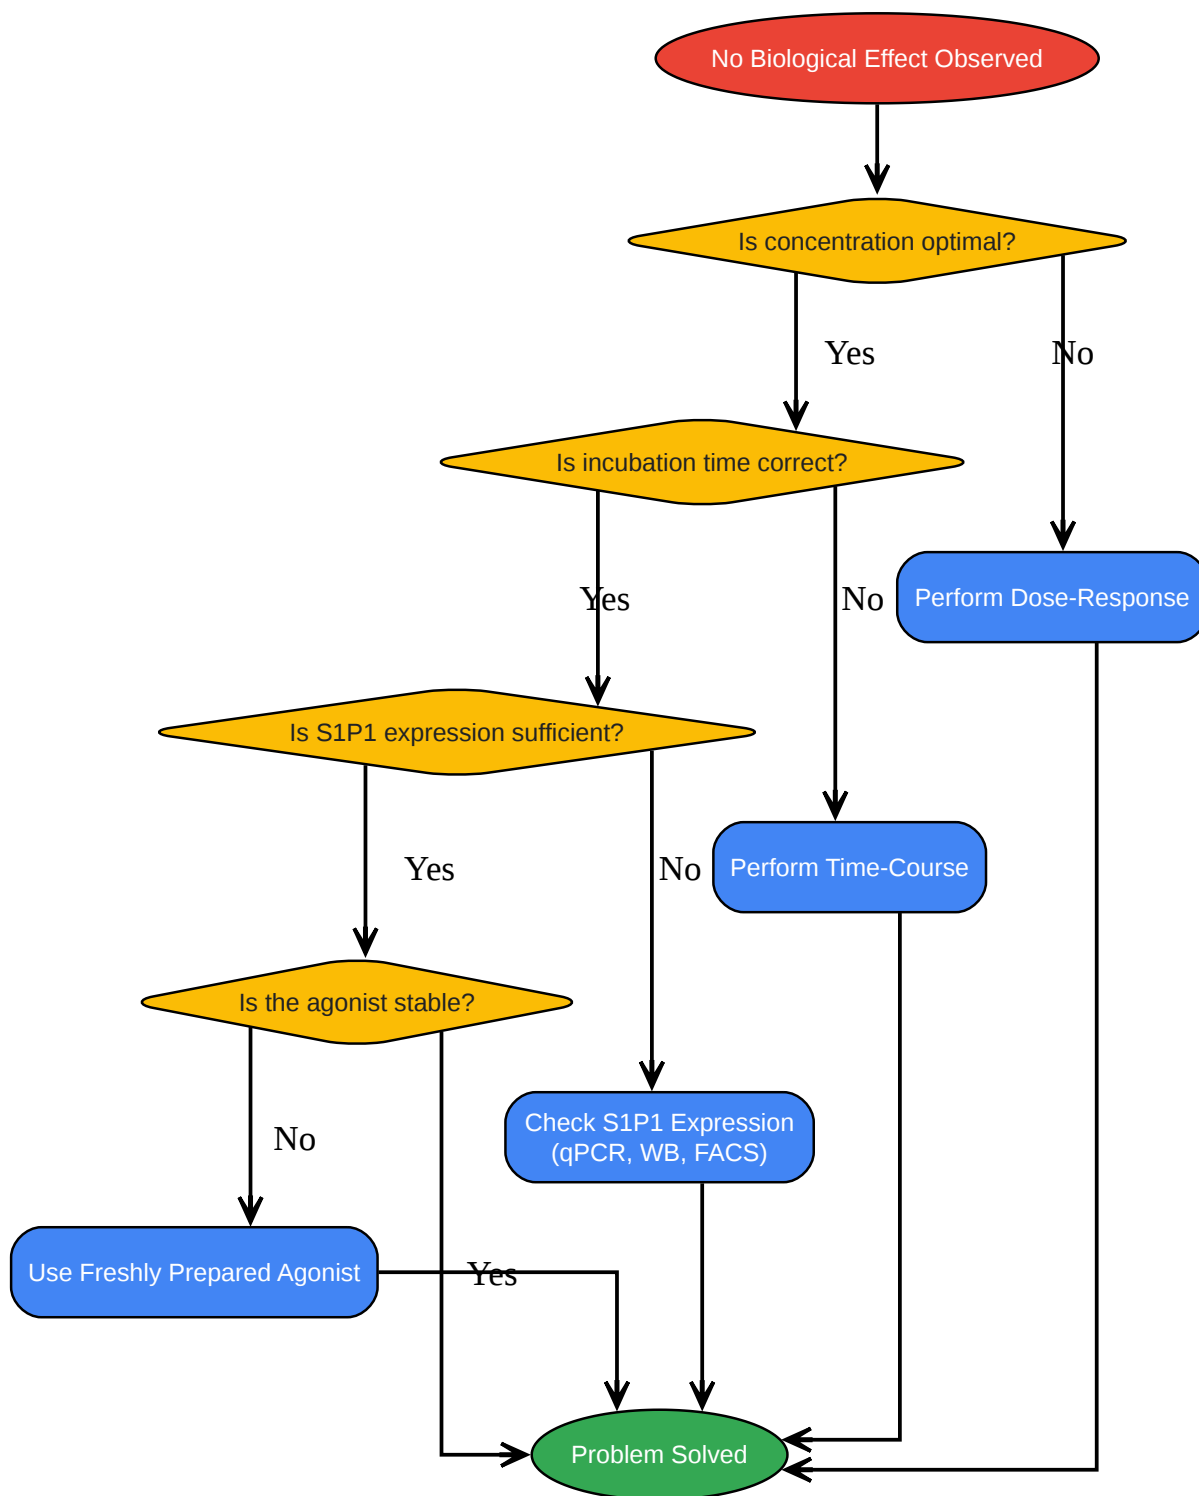 No Biological Effect Observed
Is concentration optimal?
Yes
No
Is incubation time correct?
Yes
No
Perform Dose-Response
Is S1P1 expression sufficient?
Yes
No
Perform Time-Course
Is the agonist stable?
No
Check S1P1 Expression
(qPCR, WB, FACS)
Use Freshly Prepared Agonist
Yes
Problem Solved